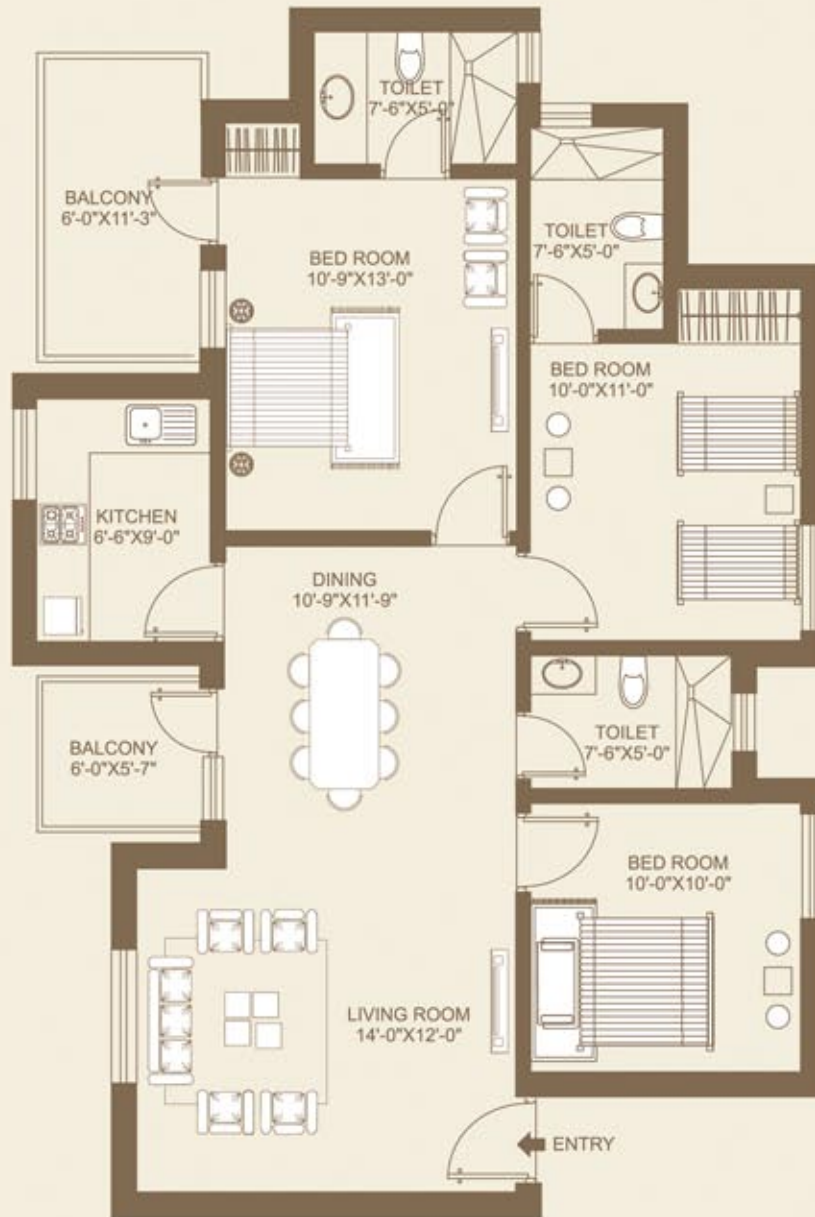 TOILET
7'-6"X5'-0"
BALCONY
6'-0"X11'-3"
TOILET
7'-6"X5'-0"
BED ROOM
10'-9"X13'-0"
BED ROOM
10'-0"X11'-0"
KITCHEN
6'-6"X9'-0"
DINING
10'-9"X11'-9"
TOILET
7'-6"X5'-0"
BALCONY
6'-0"X5'-7"
BED ROOM
10'-0"X10'-0"
LIVING ROOM
14'-0"X12'-0"
ENTRY